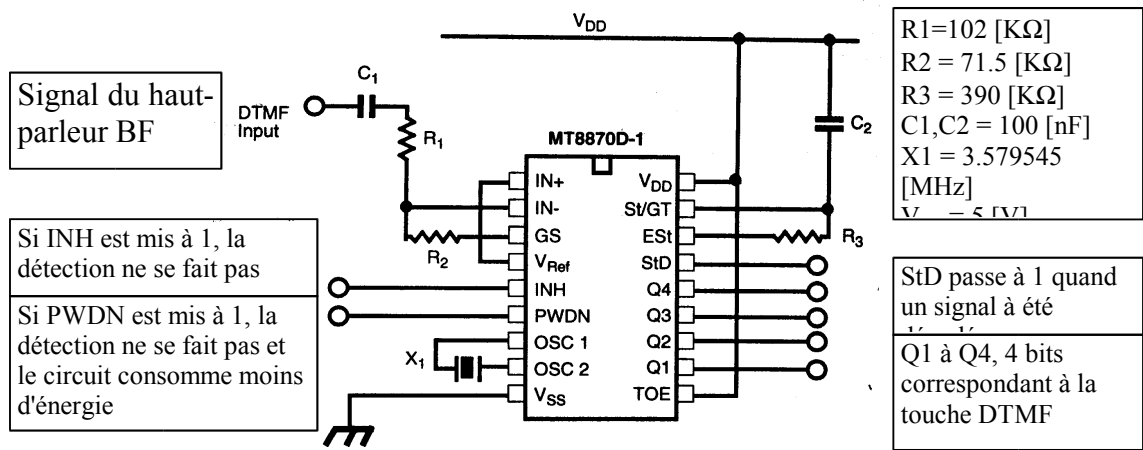 V_DD
R1=102 [KΩ]
R2 = 71.5 [KΩ]
R3 = 390 [KΩ]
C1,C2 = 100 [nF]
X1 = 3.579545
[MHz]
= 5 [V]
Signal du haut-
parleur BF
DTMF
Input
C1
R1
MT8870D-1
C2
IN+
IN-
GS
VRef
INH
PWDN
OSC 1
OSC 2
VSS
VDD
St/GT
ESt
StD
Q4
Q3
Q2
Q1
TOE
R2
R3
X1
Si INH est mis à 1, la
détection ne se fait pas
Si PWDN est mis à 1, la
détection ne se fait pas et
le circuit consomme moins
d'énergie
StD passe à 1 quand
un signal à été
Q1 à Q4, 4 bits
correspondant à la
touche DTMF